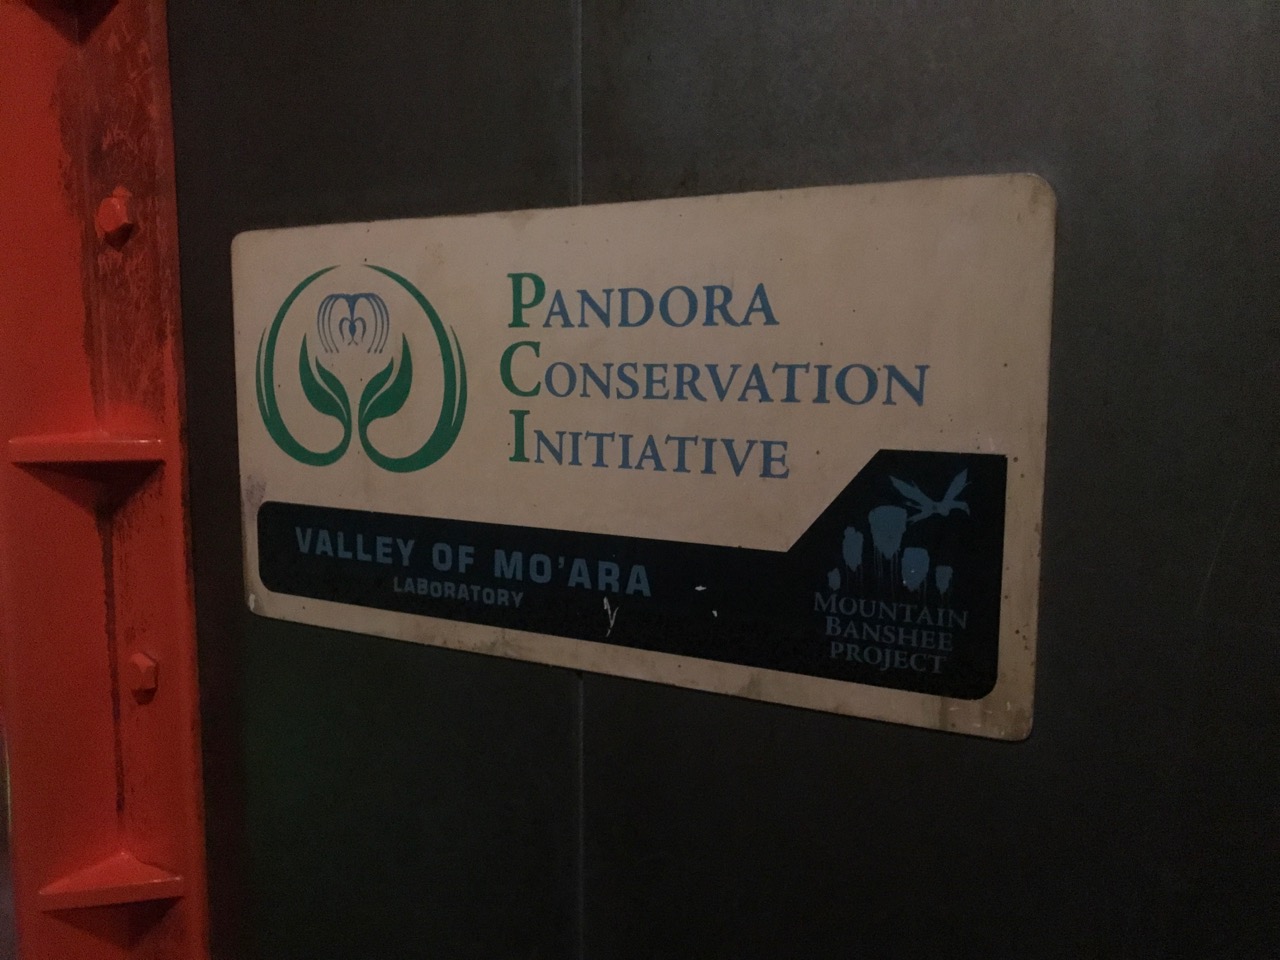 PANDORA
CONSERVATION
INITIATIVE
VALLEY OF MO'ARA
LABORATORY
MOUNTAIN
BANSHEE
PROJECT